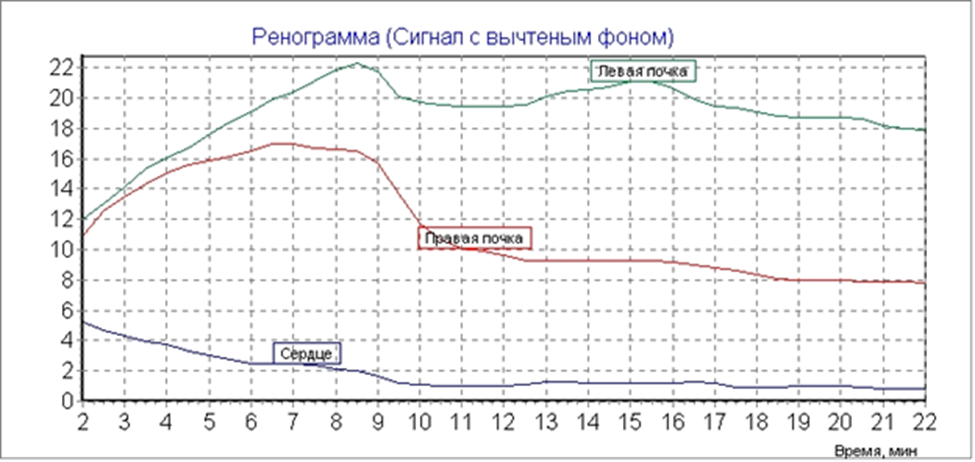 Ренограмма (Сигнал с вычтеным фоном)
22
20
18
16
14
12
10
8
6
4
2
0
Левая почка
Правая почка
Сердце
2 3 4 5 6 7 8 9 10 11 12 13 14 15 16 17 18 19 20 21 22
Время, мин